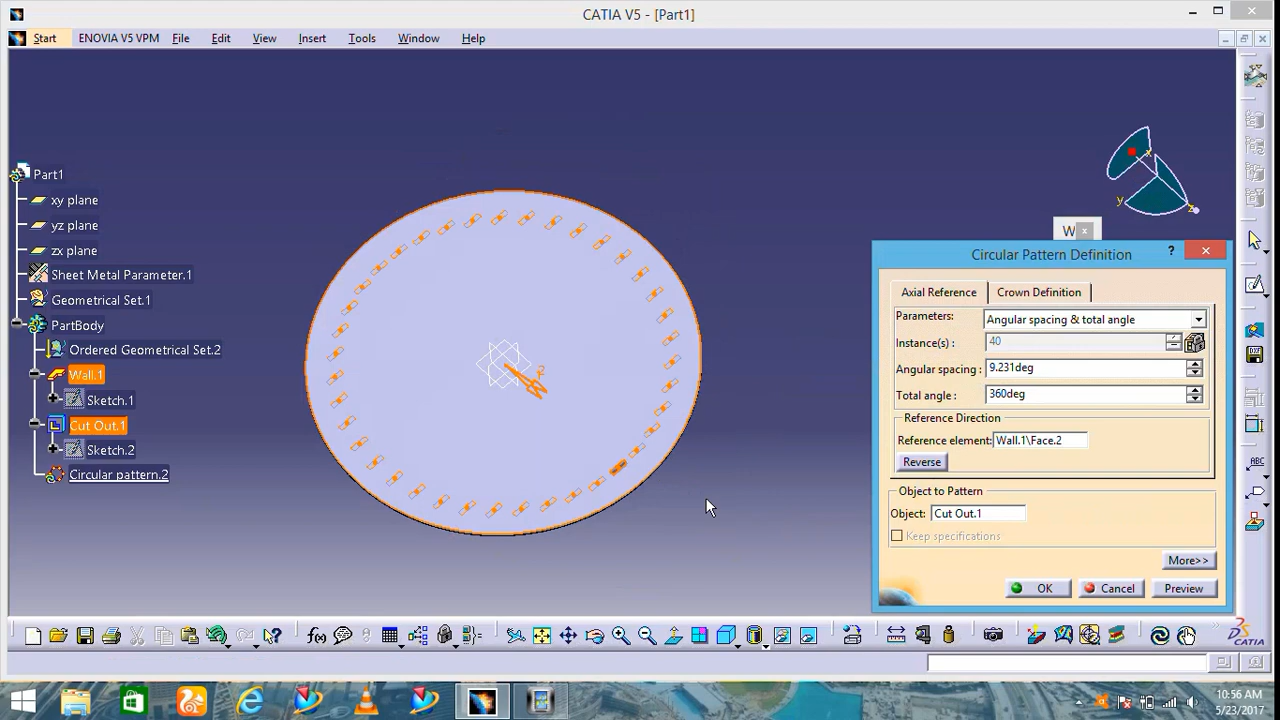 CATIA V5 - [Part1]
Start ENOVIA V5 VPM File Edit View Insert Tools Window Help
Part1
xy plane
yz plane
zx plane
Sheet Metal Parameter.1
Geometrical Set.1
PartBody
Ordered Geometrical Set.2
Wall.1
Sketch.1
Cut Out.1
Sketch.2
Circular pattern.2
2
x
y
z
W
x
Circular Pattern Definition
?
Axial Reference Crown Definition
Parameters: Angular spacing & total angle
Instance(s) : 40
Angular spacing : 9.231deg
Total angle : 360deg
Reference Direction
Reference element: Wall.1\Face.2
Reverse
Object to Pattern
Object: Cut Out.1
Keep specifications
More>>
OK Cancel Preview
ABC
f(x)
CATIA
10:56 AM
5/23/2017